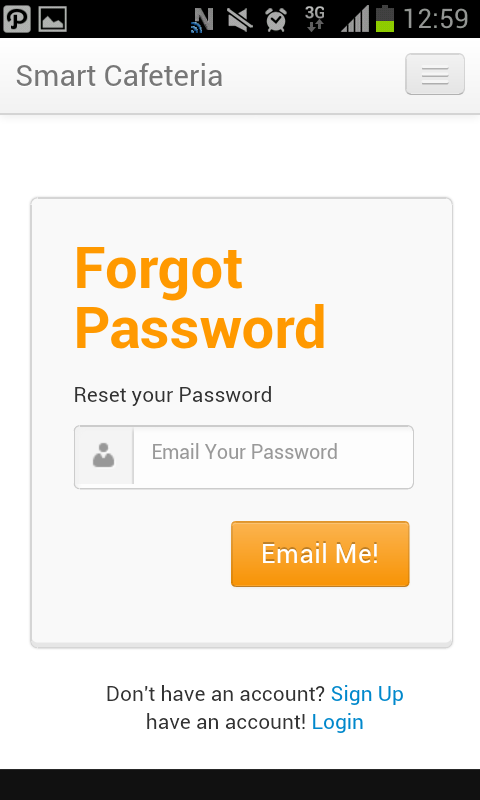 3G 12:59
Smart Cafeteria
Forgot
Password
Reset your Password
Email Your Password
Email Me!
Don't have an account? Sign Up
have an account! Login